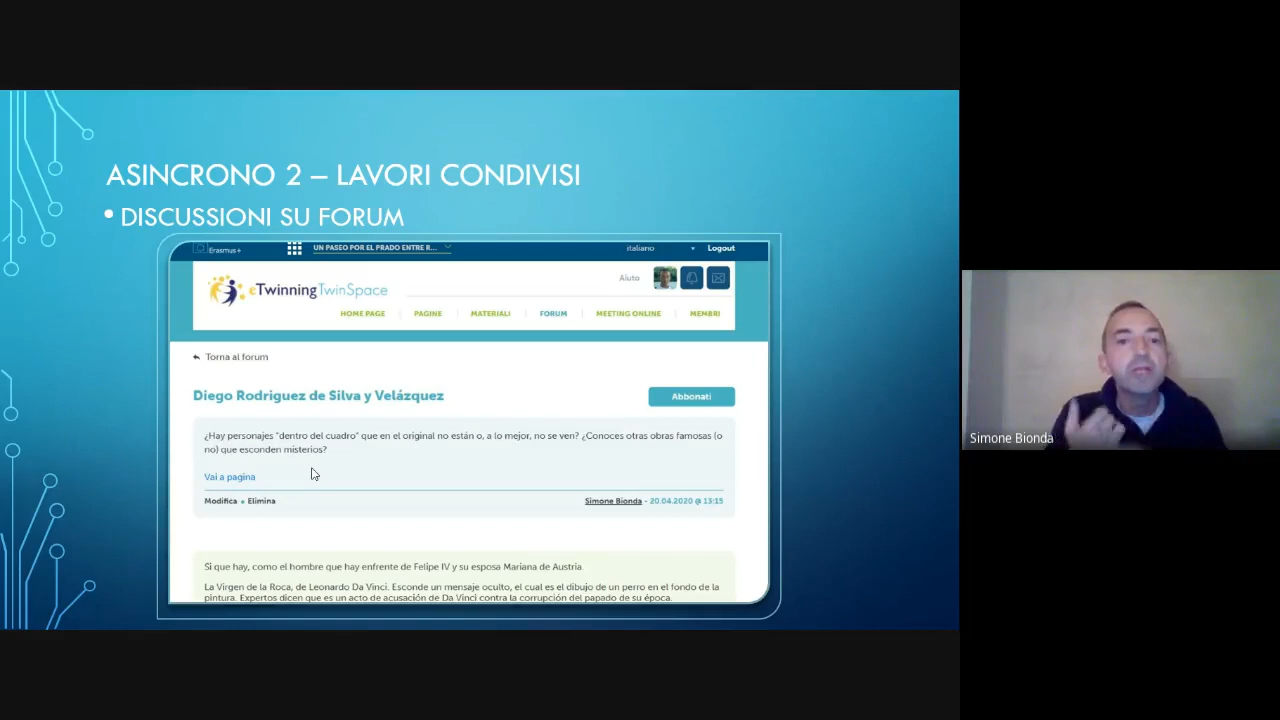 ASINCRONO 2 – LAVORI CONDIVISI
• DISCUSSIONI SU FORUM
Erasmus+
UN PASEO POR EL PRADO ENTRE R...
italiano
Logout
eTwinningTwinSpace
Aiuto
HOME PAGE
PAGINE
MATERIALI
FORUM
MEETING ONLINE
MEMBRI
Torna al forum
Diego Rodriguez de Silva y Velázquez
Abbonati
¿Hay personajes "dentro del cuadro" que en el original no están o, a lo mejor, no se ven? ¿Conoces otras obras famosas (o
no) que esconden misterios?
Vai a pagina
Modifica • Elimina
Simone Bionda - 20.04.2020 @ 13:15
Si que hay, como el hombre que hay enfrente de Felipe IV y su esposa Mariana de Austria.
La Virgen de la Roca, de Leonardo Da Vinci. Esconde un mensaje oculto, el cual es el dibujo de un perro en el fondo de la
pintura. Expertos dicen que es un acto de acusación de Da Vinci contra la corrupción del papado de su época.
Simone Bionda